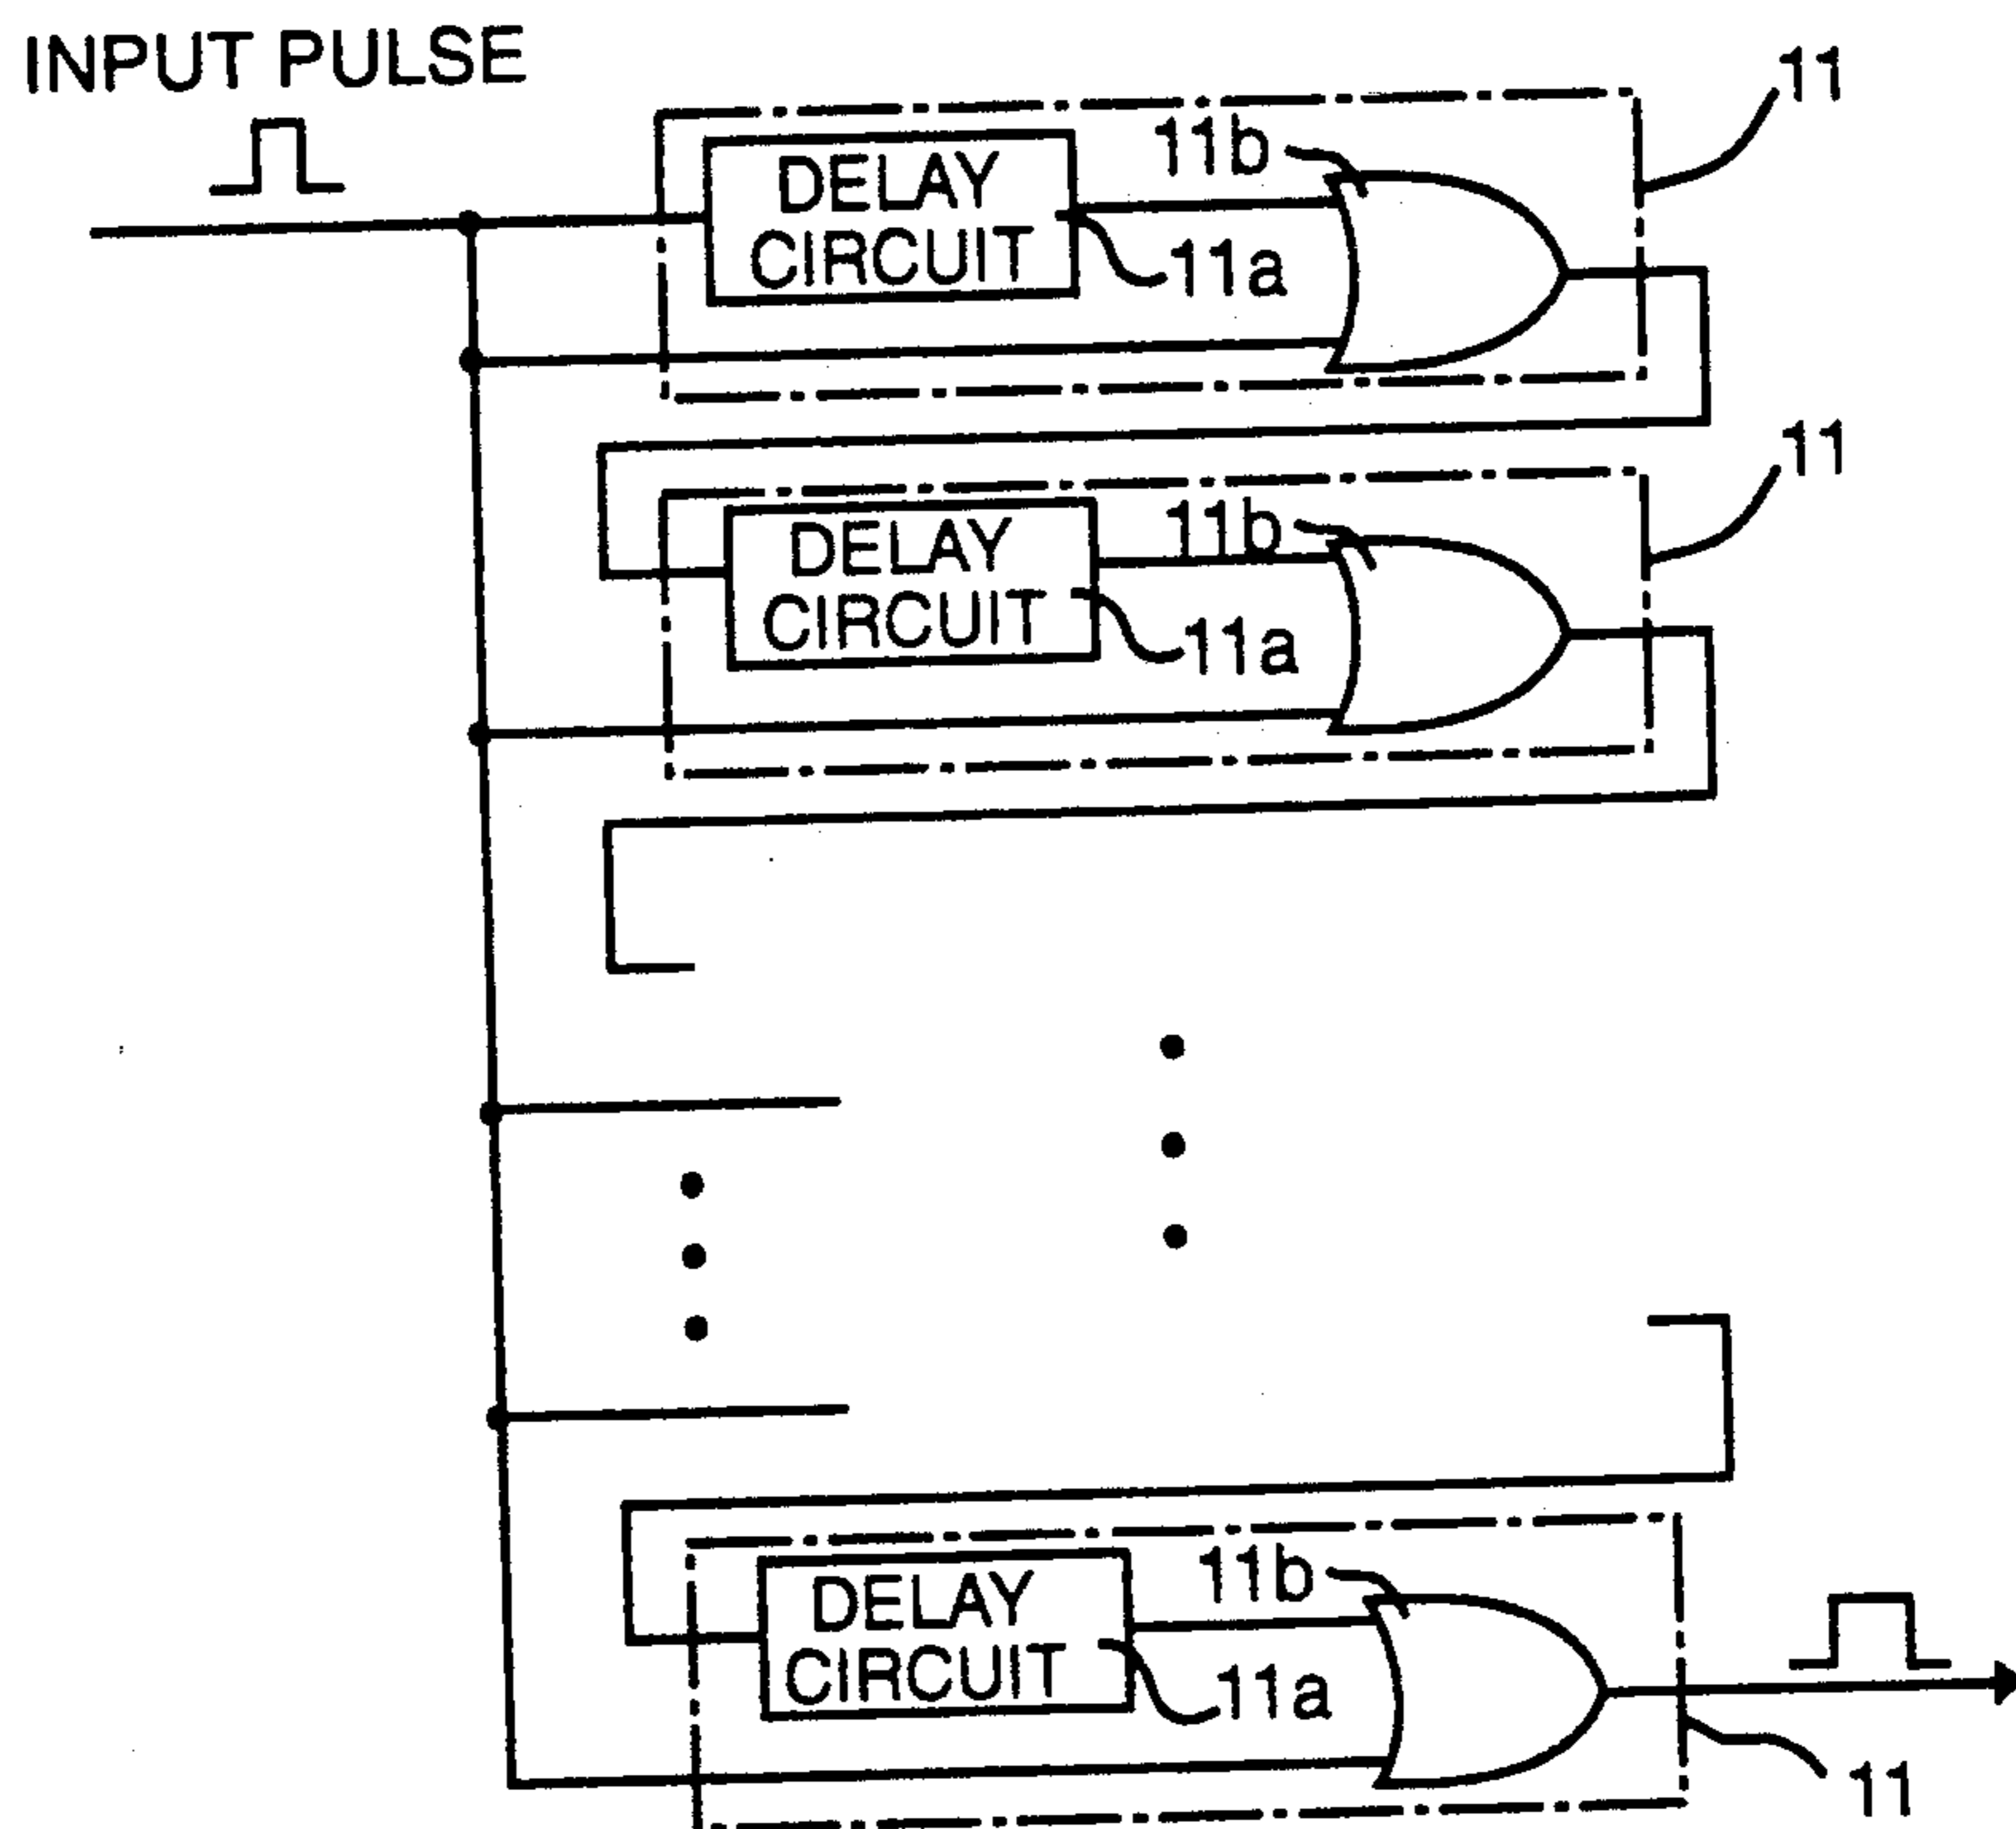 INPUT PULSE
11
11b
DELAY
CIRCUIT
11a
11
11b
DELAY
CIRCUIT
11a
11b
DELAY
CIRCUIT
11a
11